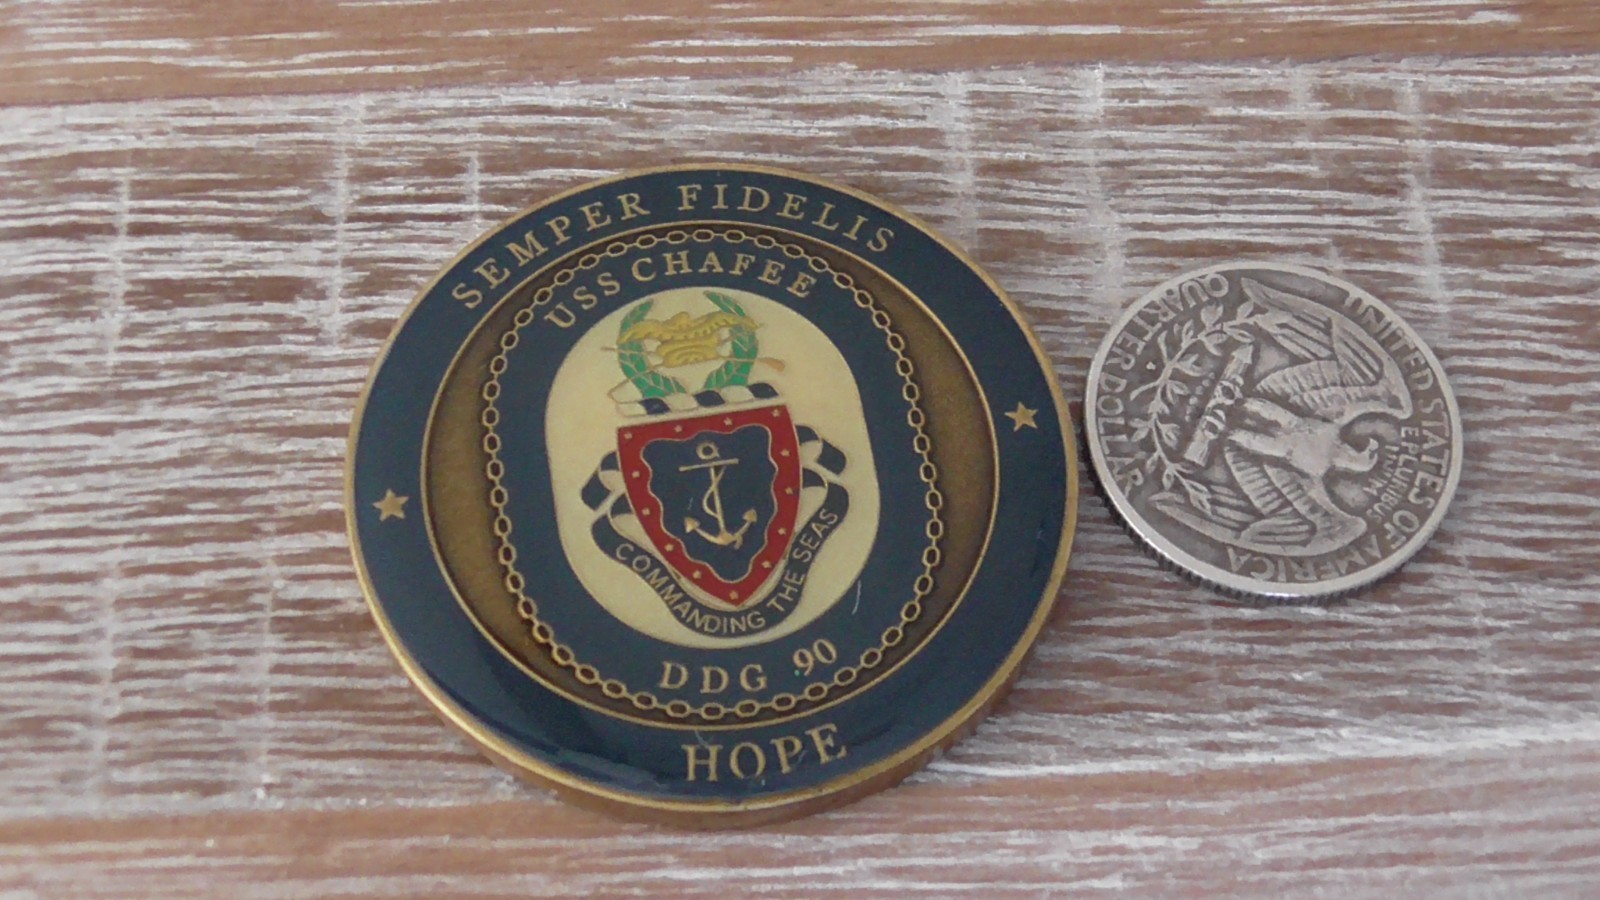 SEMPER FIDELIS
USS CHAFEE
COMMANDING THE SEAS
DDG 90
HOPE
UNITED STATES OF AMERICA
E PLURIBUS
UNUM
QUARTER DOLLAR